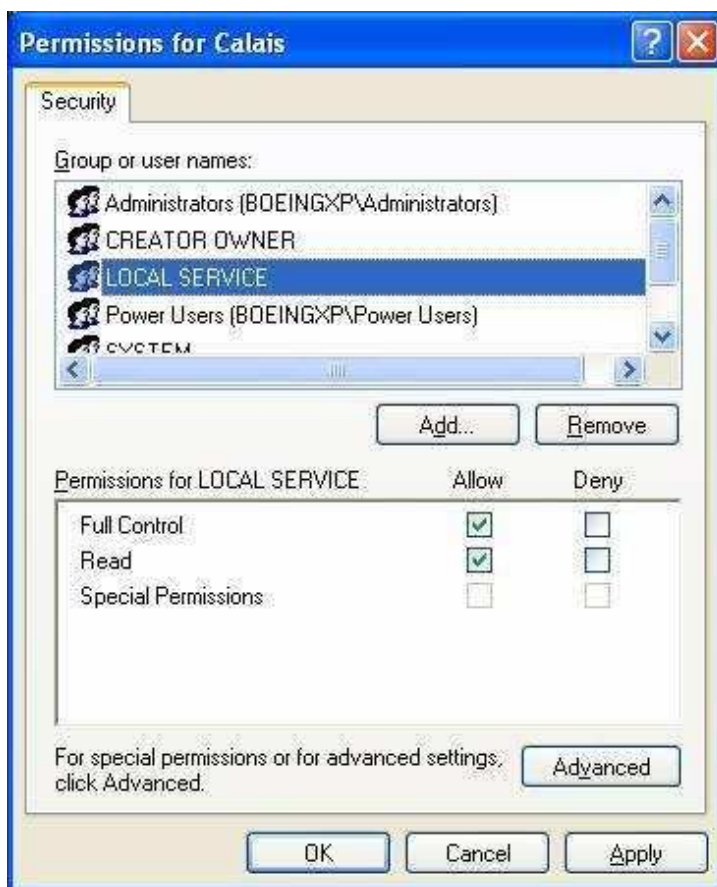 Permissions for Calais
Security
Group or user names:
Administrators (BOEINGXP\Administrators)
CREATOR OWNER
LOCAL SERVICE
Power Users (BOEINGXP\Power Users)
SYSTEM
Add... Remove
Permissions for LOCAL SERVICE Allow Deny
Full Control
Read
Special Permissions
For special permissions or for advanced settings,
click Advanced.
Advanced
OK Cancel Apply